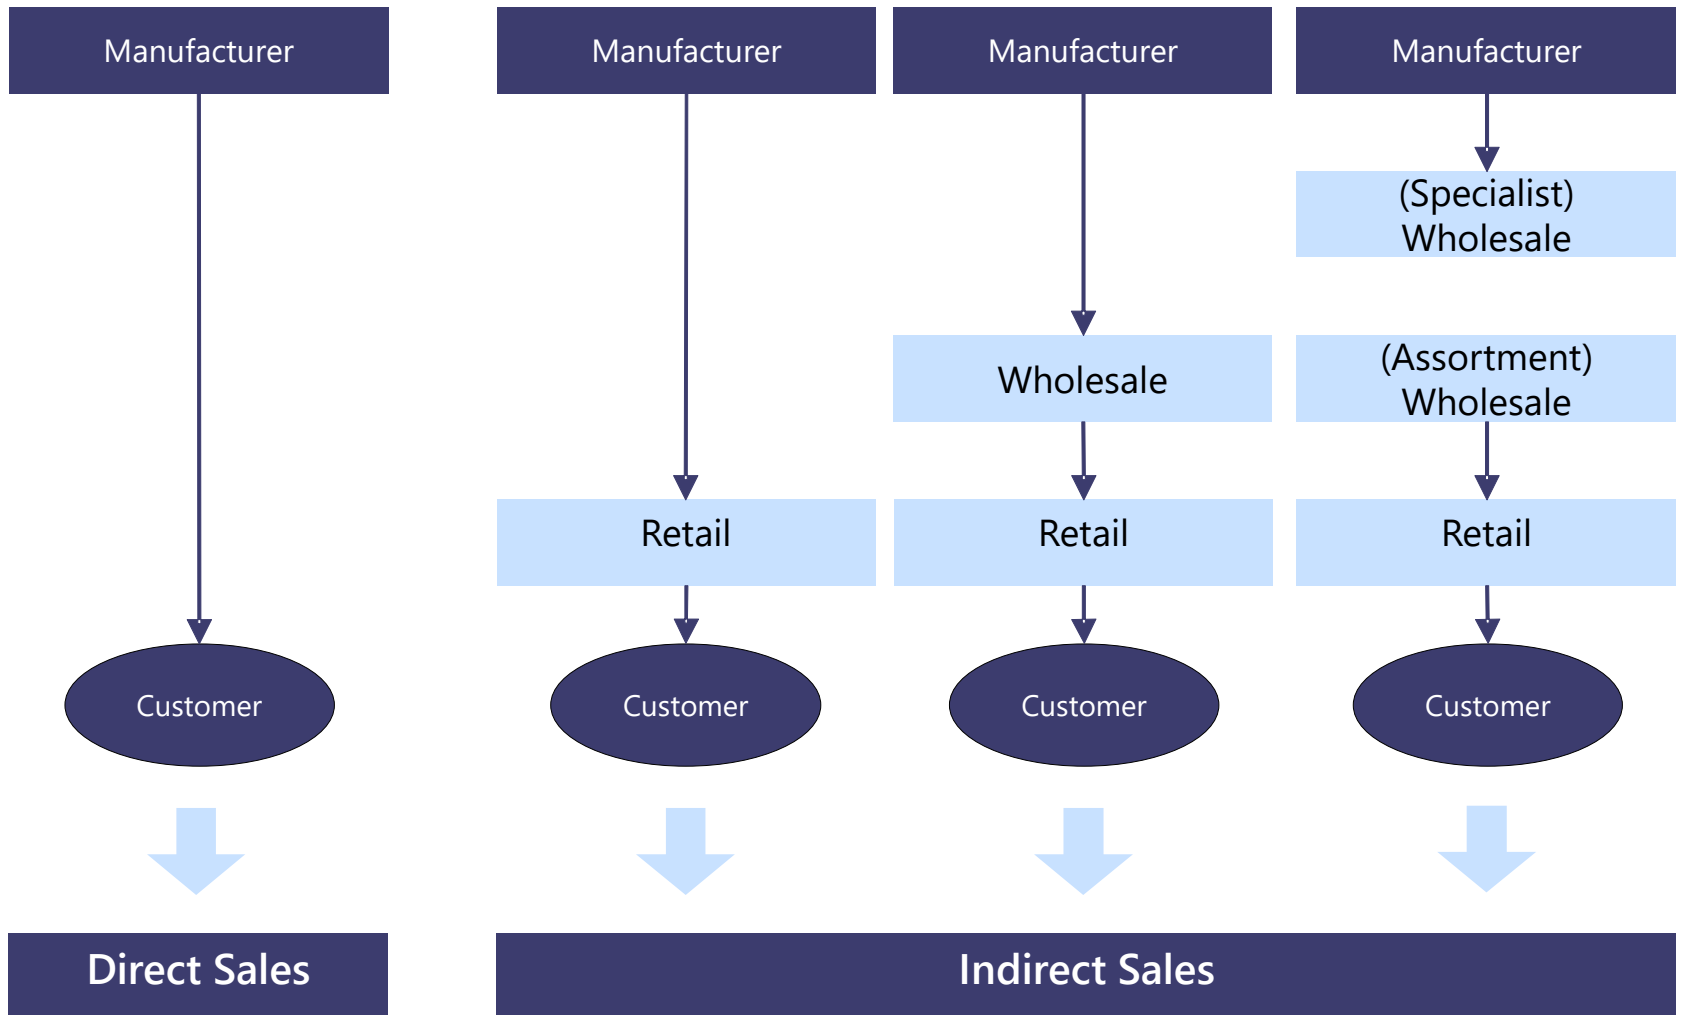 Manufacturer
Manufacturer
Manufacturer
Manufacturer
(Specialist)
Wholesale
Wholesale
(Assortment)
Wholesale
Retail
Retail
Retail
Customer
Customer
Customer
Customer
Direct Sales
Indirect Sales